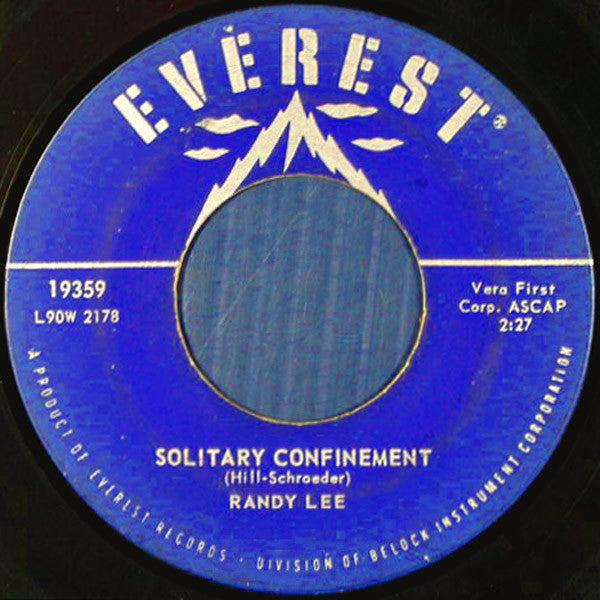 EVEREST®
19359
L90W 2178
Vera First
Corp. ASCAP
2:27
SOLITARY CONFINEMENT
(Hill-Schroeder)
RANDY LEE
A PRODUCT OF EVEREST RECORDS · DIVISION OF BELOCK INSTRUMENT CORPORATION